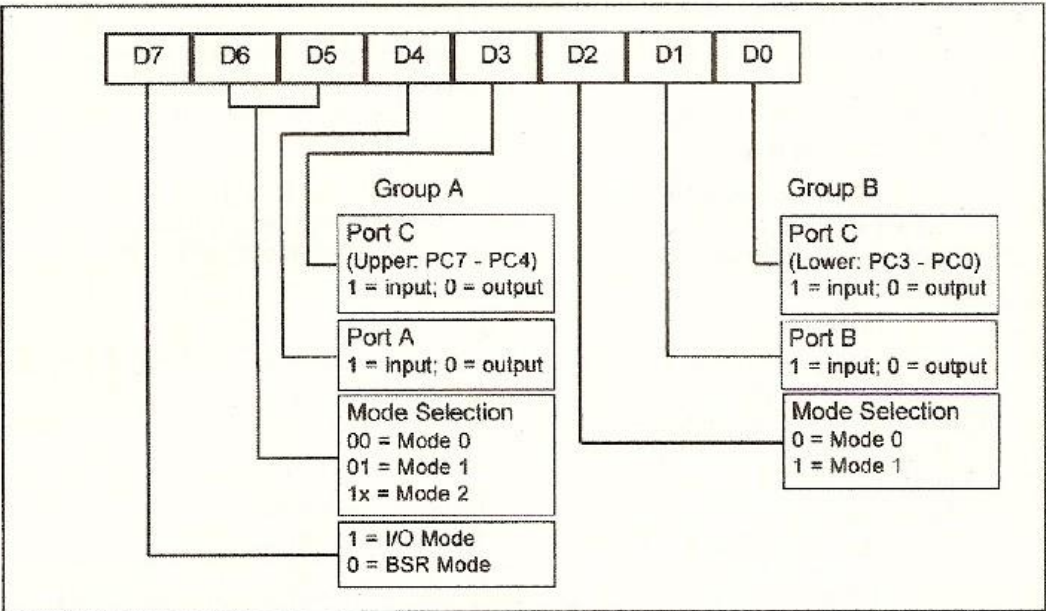 D7 D6 D5 D4 D3 D2 D1 D0
Group A
Port C
(Upper: PC7 - PC4)
1 = input; 0 = output
Port A
1 = input; 0 = output
Mode Selection
00 = Mode 0
01 = Mode 1
1x = Mode 2
1 = I/O Mode
0 = BSR Mode
Group B
Port C
(Lower: PC3 - PC0)
1 = input; 0 = output
Port B
1 = input; 0 = output
Mode Selection
0 = Mode 0
1 = Mode 1